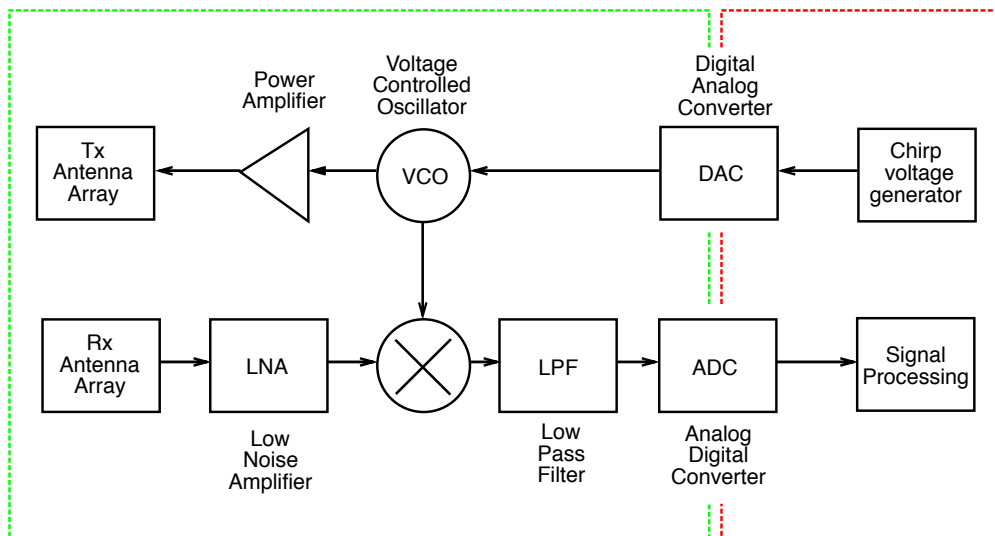 Power
Amplifier
Voltage
Controlled
Oscillator
Digital
Analog
Converter
Tx
Antenna
Array
VCO
DAC
Chirp
voltage
generator
Rx
Antenna
Array
LNA
LPF
ADC
Signal
Processing
Low
Noise
Amplifier
Low
Pass
Filter
Analog
Digital
Converter